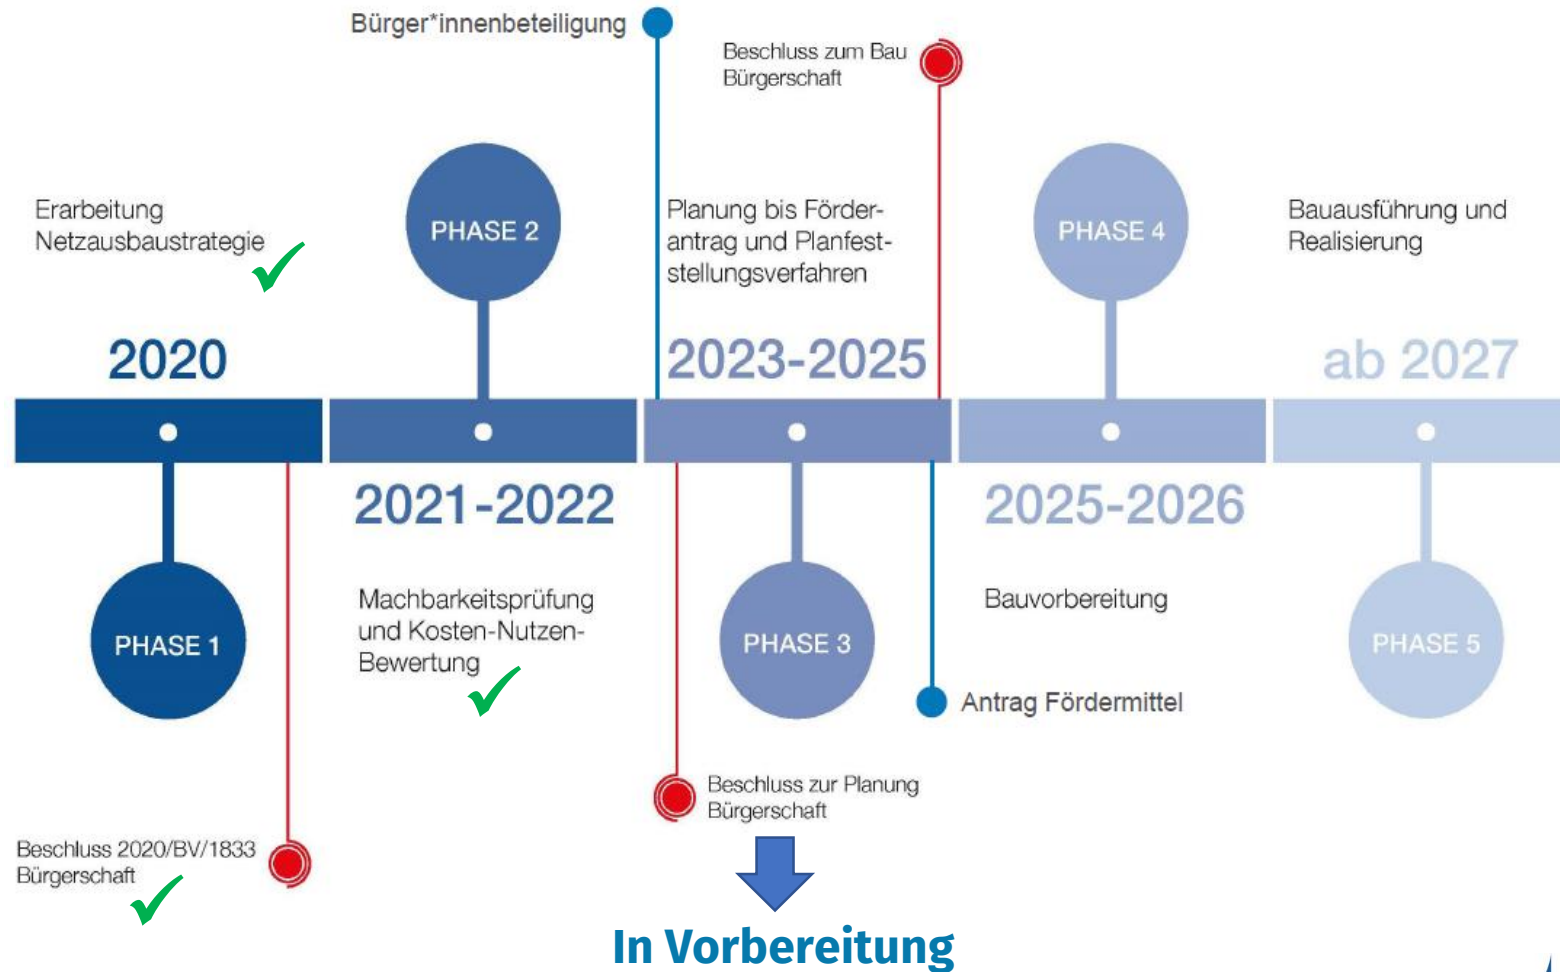 Bürger*innenbeteiligung
Beschluss zum Bau
Bürgerschaft
Erarbeitung
Netzausbaustrategie
PHASE 2
Planung bis Förder-
antrag und Planfest-
stellungsverfahren
PHASE 4
Bauausführung und
Realisierung
2020
2023-2025
ab 2027
2021-2022
2025-2026
PHASE 1
Machbarkeitsprüfung
und Kosten-Nutzen-
Bewertung
PHASE 3
Bauvorbereitung
PHASE 5
Antrag Fördermittel
Beschluss zur Planung
Bürgerschaft
Beschluss 2020/BV/1833
Bürgerschaft
In Vorbereitung